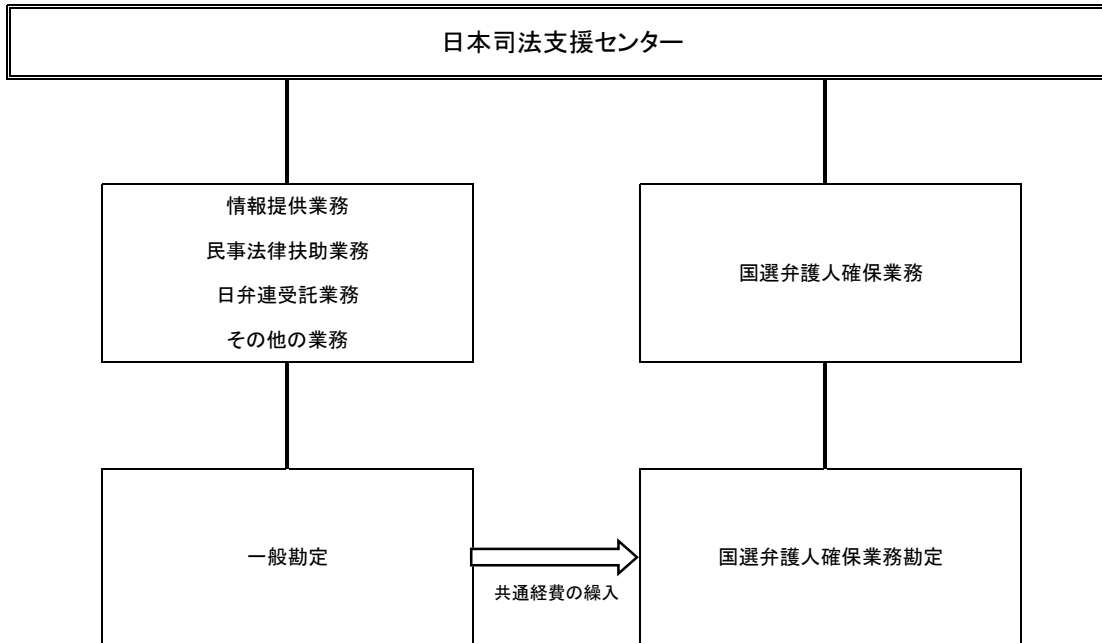 日本司法支援センター
情報提供業務
民事法律扶助業務
日弁連受託業務
その他の業務
国選弁護人確保業務
一般勘定
共通経費の繰入
国選弁護人確保業務勘定